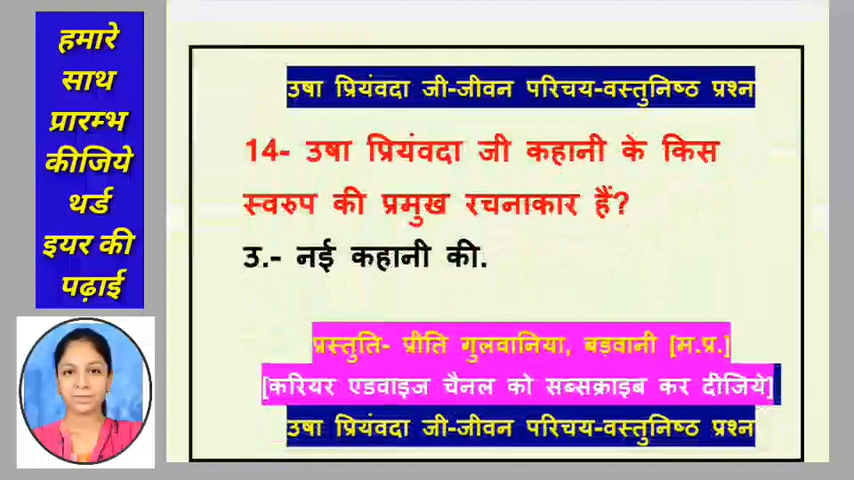 हमारे
साथ
प्रारम्भ
कीजिये
थर्ड
इयर की
पढ़ाई
उषा प्रियंवदा जी-जीवन परिचय-वस्तुनिष्ठ प्रश्न
14- उषा प्रियंवदा जी कहानी के किस
स्वरुप की प्रमुख रचनाकार हैं?
उ.- नई कहानी की.
प्रस्तुति- प्रीति गुलवानिया, बड़वानी [म.प्र.]
[करियर एडवाइज चैनल को सब्सक्राइब कर दीजिये]
उषा प्रियंवदा जी-जीवन परिचय-वस्तुनिष्ठ प्रश्न